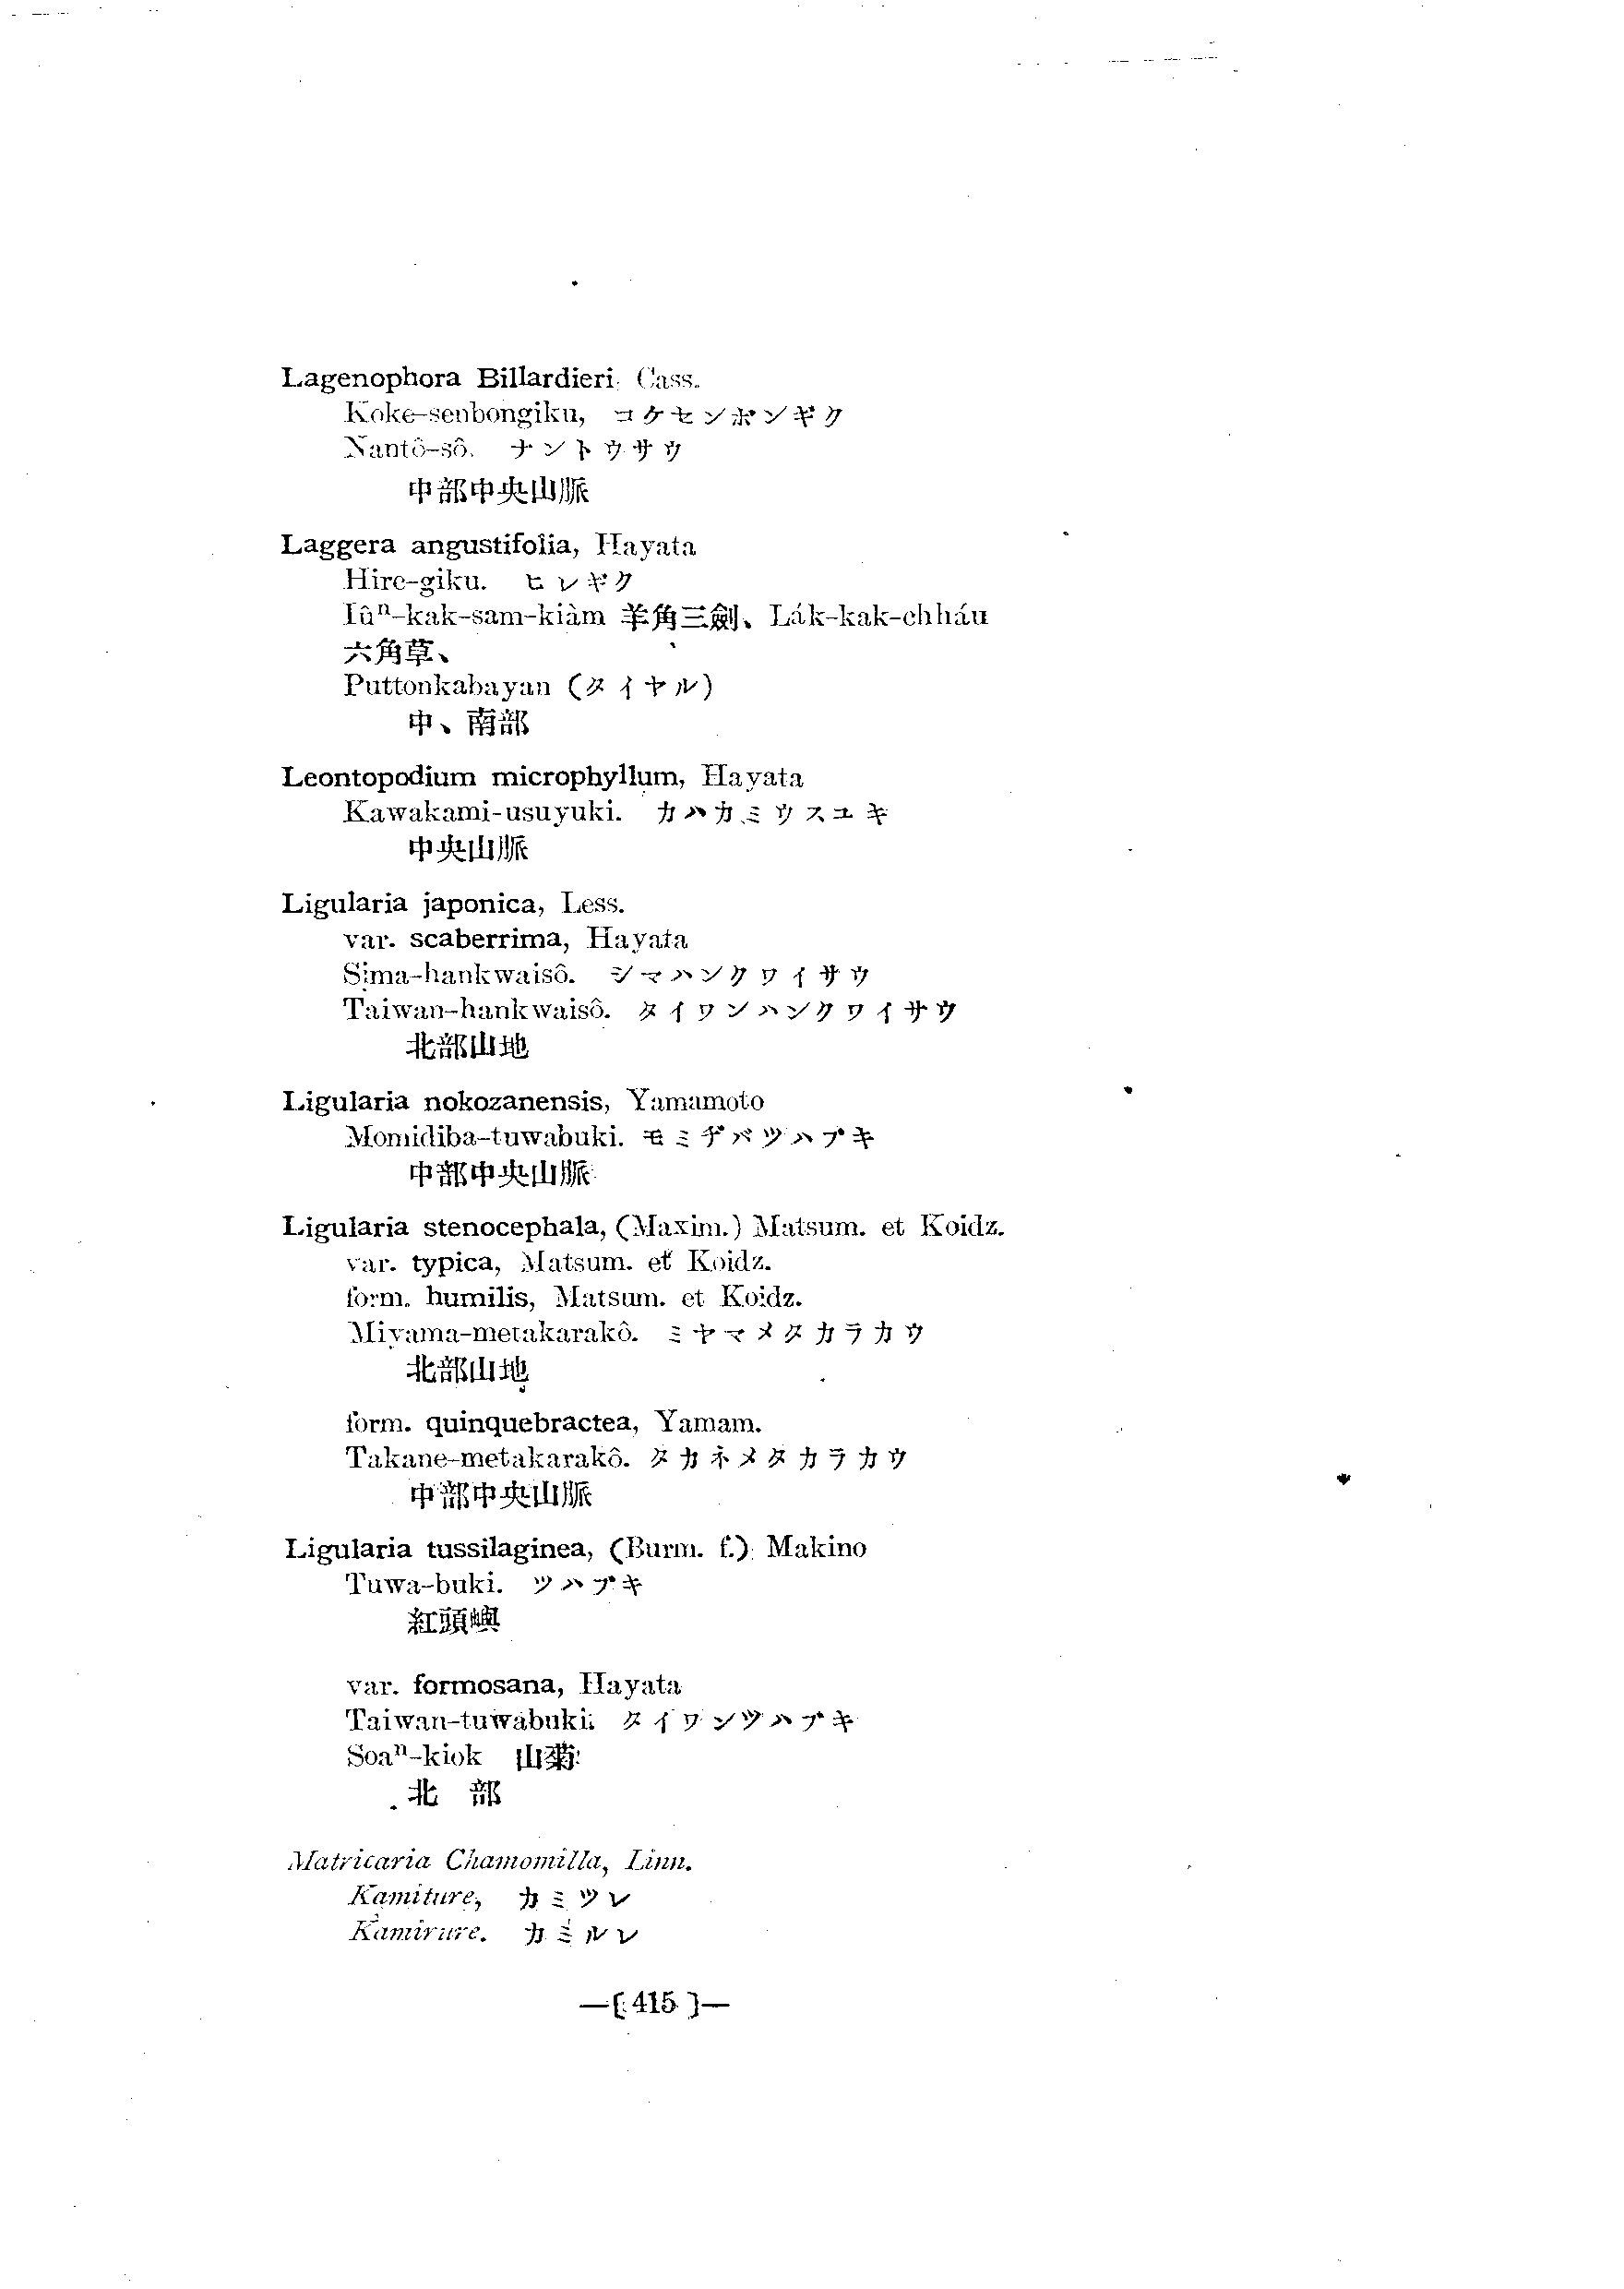 Lagenophora Billardieri, Cass.
Koke-senbongiku, コケセンボンギク
Nantô-sô. ナントウサウ
中部中央山脈
Laggera angustifolia, Hayata
Hire-giku. ヒレギク
Iûⁿ-kak-sam-kiàm 羊角三劍、Lák-kak-chháu
六角草、
Puttonkabayan (タイヤル)
中、南部
Leontopodium microphyllum, Hayata
Kawakami-usuyuki. カハカミウスユキ
中央山脈
Ligularia japonica, Less.
var. scaberrima, Hayata
Sima-hankwaisô. シマハンクワイサウ
Taiwan-hankwaisô. タイワンハンクワイサウ
北部山地
Ligularia nokozanensis, Yamamoto
Momidiba-tuwabuki. モミヂバツハブキ
中部中央山脈
Ligularia stenocephala, (Maxim.) Matsum. et Koidz.
var. typica, Matsum. et Koidz.
form. humilis, Matsum. et Koidz.
Miyama-metakarakô. ミヤマメタカラカウ
北部山地
form. quinquebractea, Yamam.
Takane-metakarakô. タカネメタカラカウ
中部中央山脈
Ligularia tussilaginea, (Burm. f.) Makino
Tuwa-buki. ツハブキ
紅頭嶼
var. formosana, Hayata
Taiwan-tuwabuki. タイワンツハブキ
Soaⁿ-kiok 山菊
北 部
Matricaria Chamomilla, Linn.
Kamiture, カミツレ
Kamirure. カミルレ
—[ 415 ]—